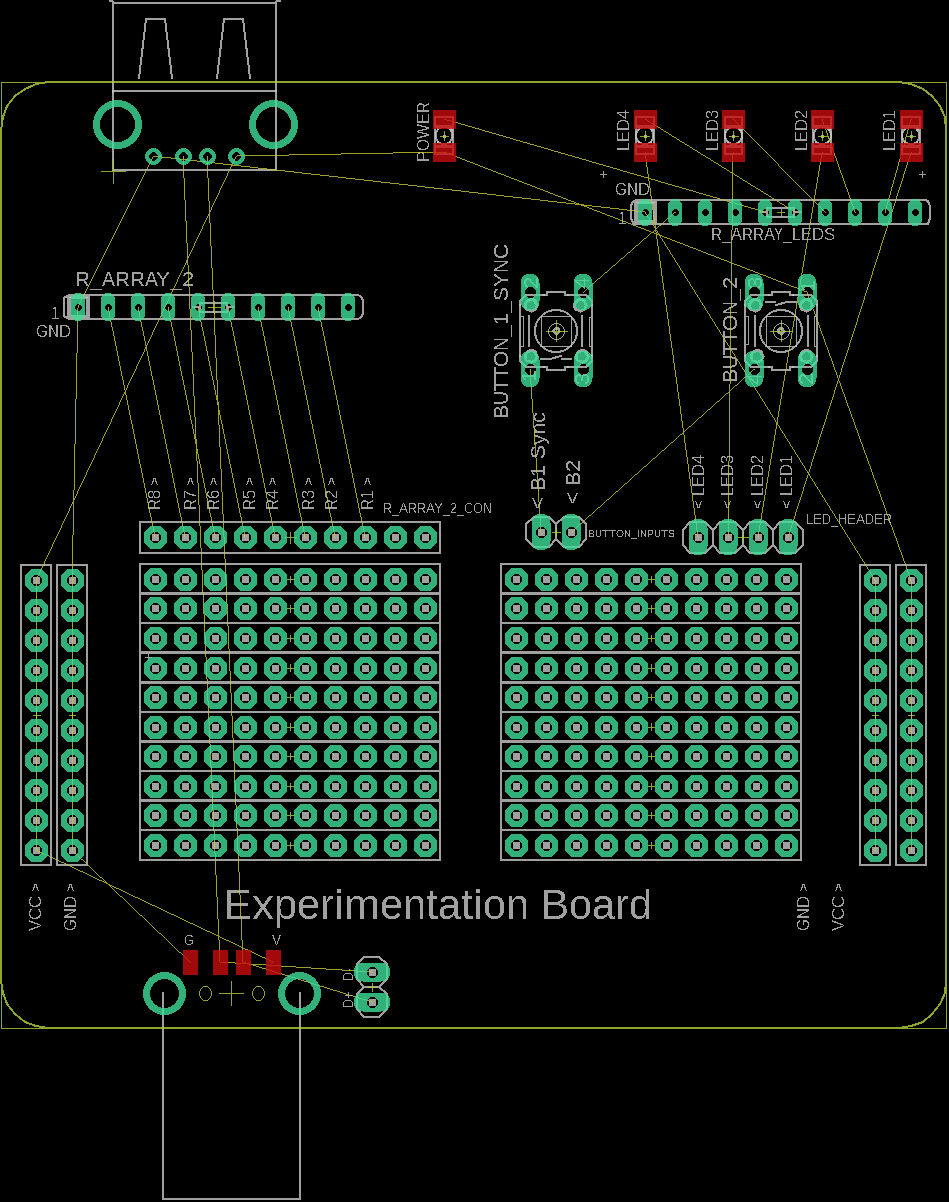 POWER
LED4
LED3
LED2
LED1
+
+
GND
1
R_ARRAY_LEDS
R_ARRAY_2
1
GND
BUTTON_1_SYNC
BUTTON_2
< B1 Sync
< B2
BUTTON_INPUTS
R8 >
R7 >
R6 >
R5 >
R4 >
R3 >
R2 >
R1 >
R_ARRAY_2_CON
< LED4
< LED3
< LED2
< LED1
LED_HEADER
VCC >
GND >
Experimentation Board
GND >
VCC >
G
V
D-
D+